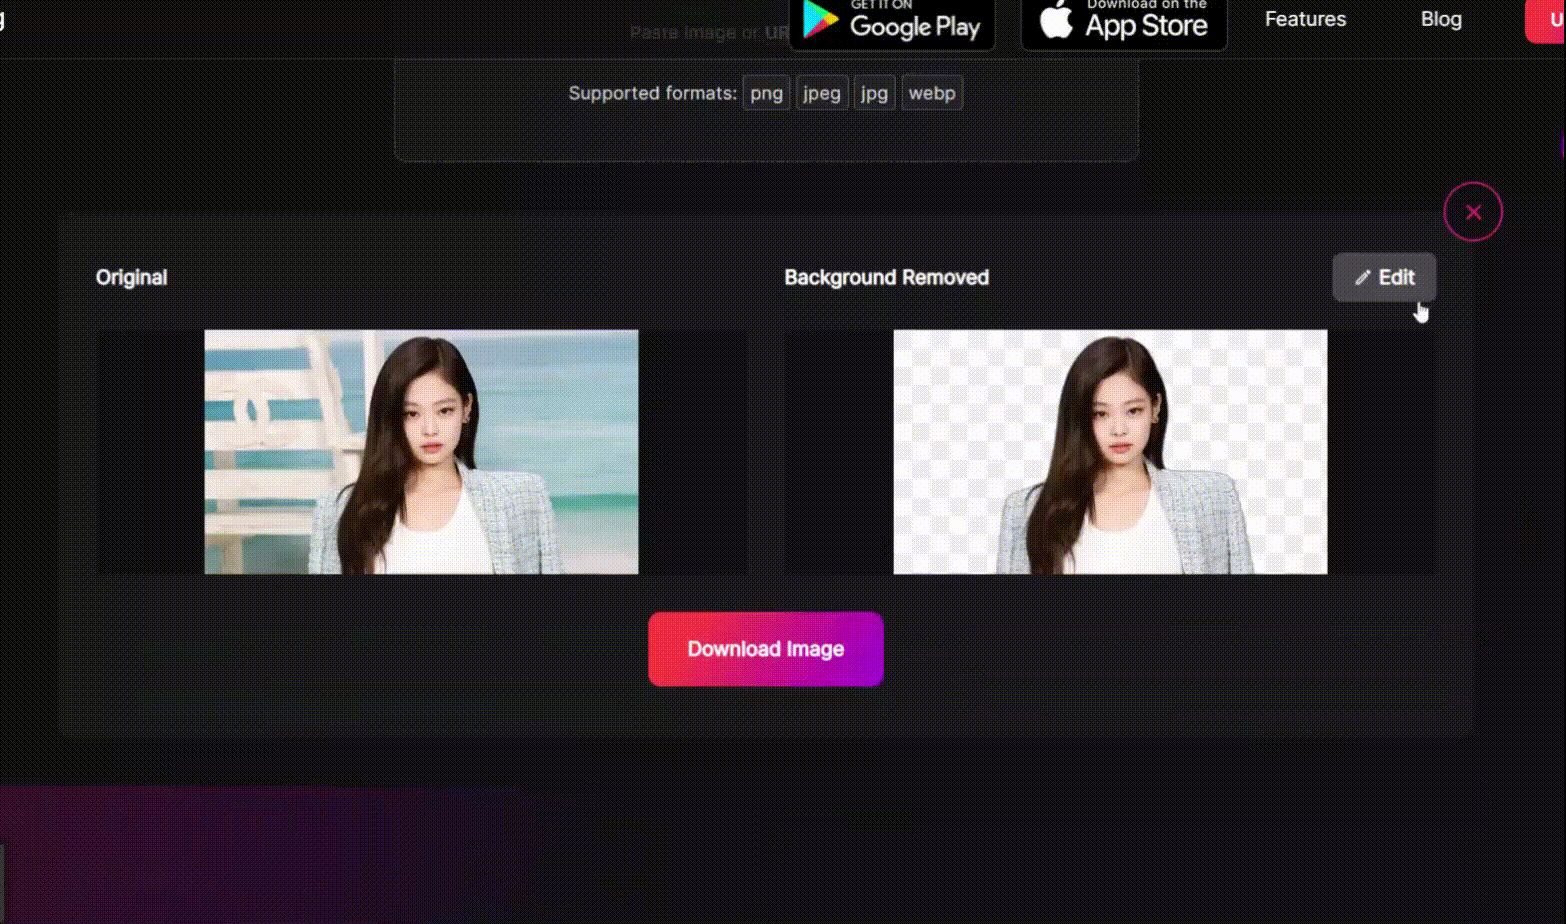 g
GET IT ON
Google Play
Download on the
App Store
Features
Blog
U
Paste image or UR
Supported formats: png jpeg jpg webp
Original
Background Removed
Edit
Download Image